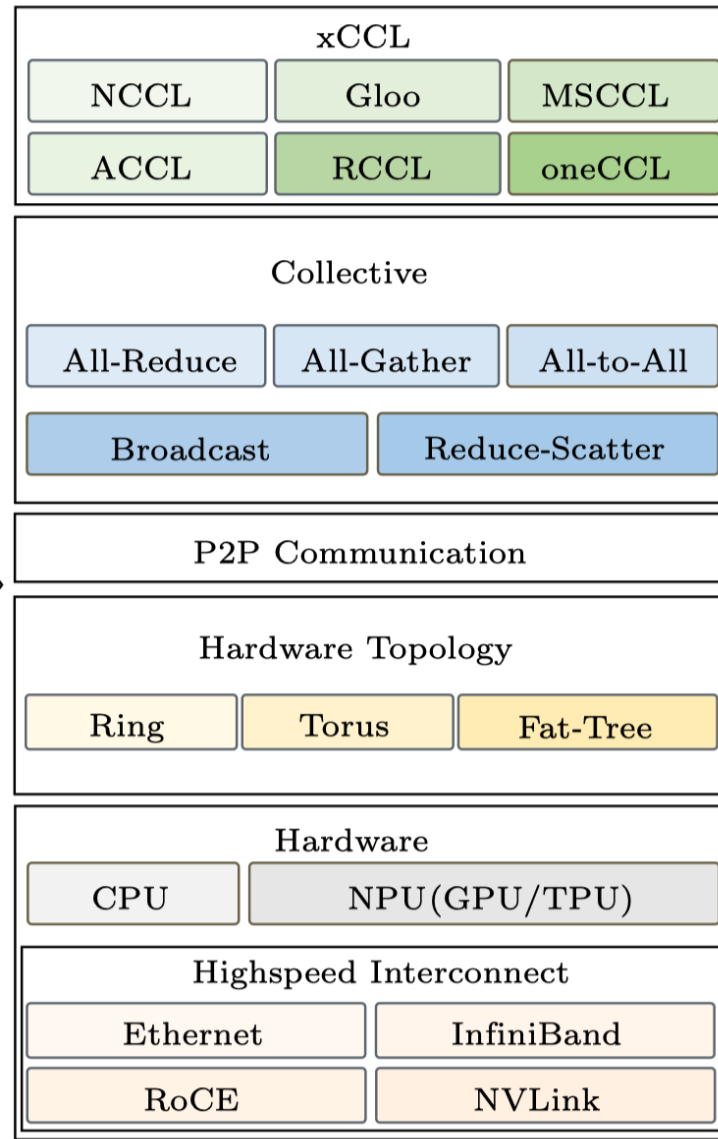 xCCL
NCCL Gloo MSCCL
ACCL RCCL oneCCL
Collective
All-Reduce All-Gather All-to-All
Broadcast Reduce-Scatter
P2P Communication
Hardware Topology
Ring Torus Fat-Tree
Hardware
CPU NPU(GPU/TPU)
Highspeed Interconnect
Ethernet InfiniBand
RoCE NVLink